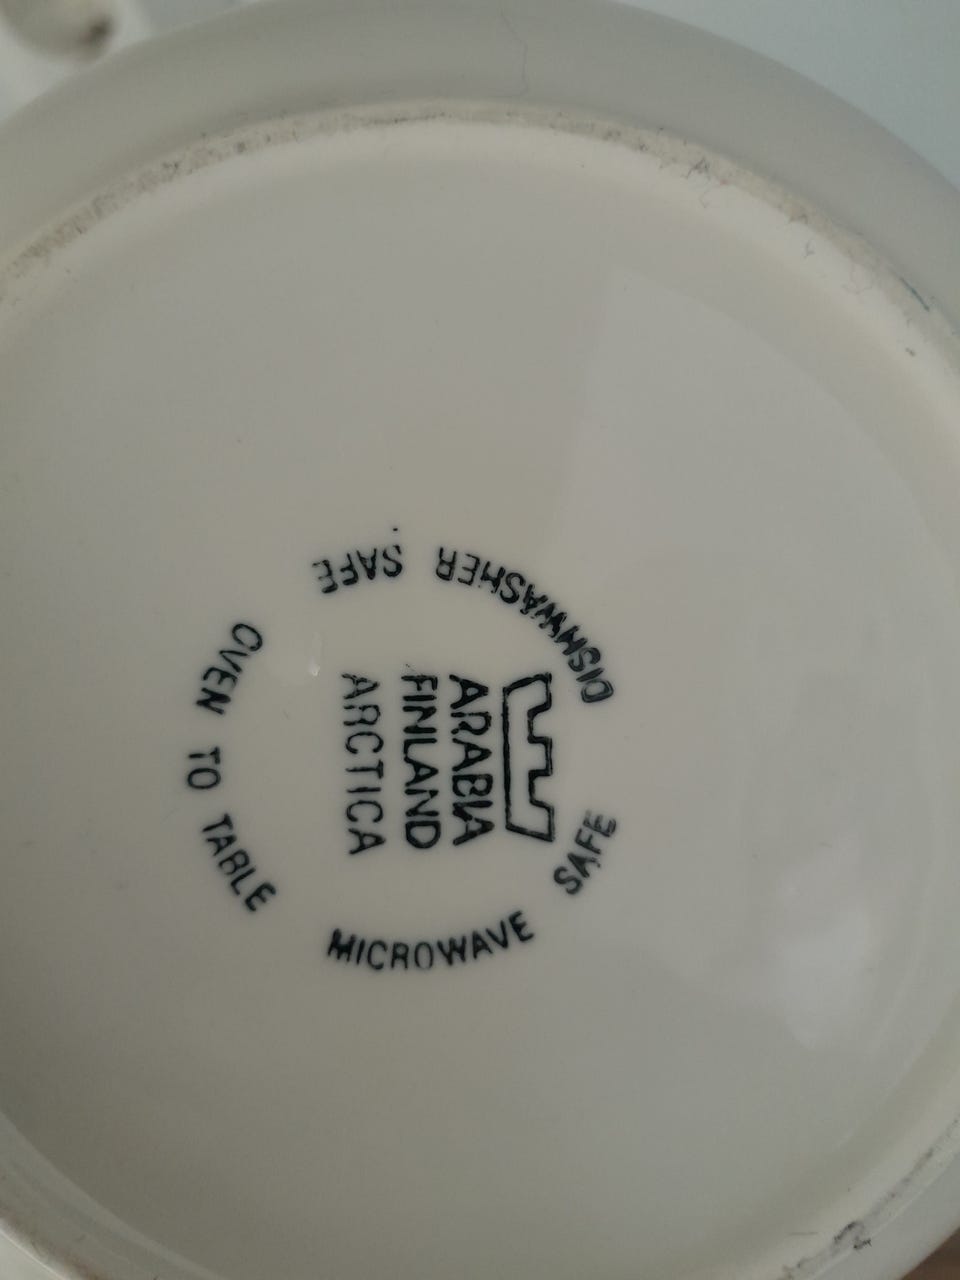 ARABIA
FINLAND
ARCTICA
DISHWASHER SAFE
OVEN TO TABLE
MICROWAVE SAFE